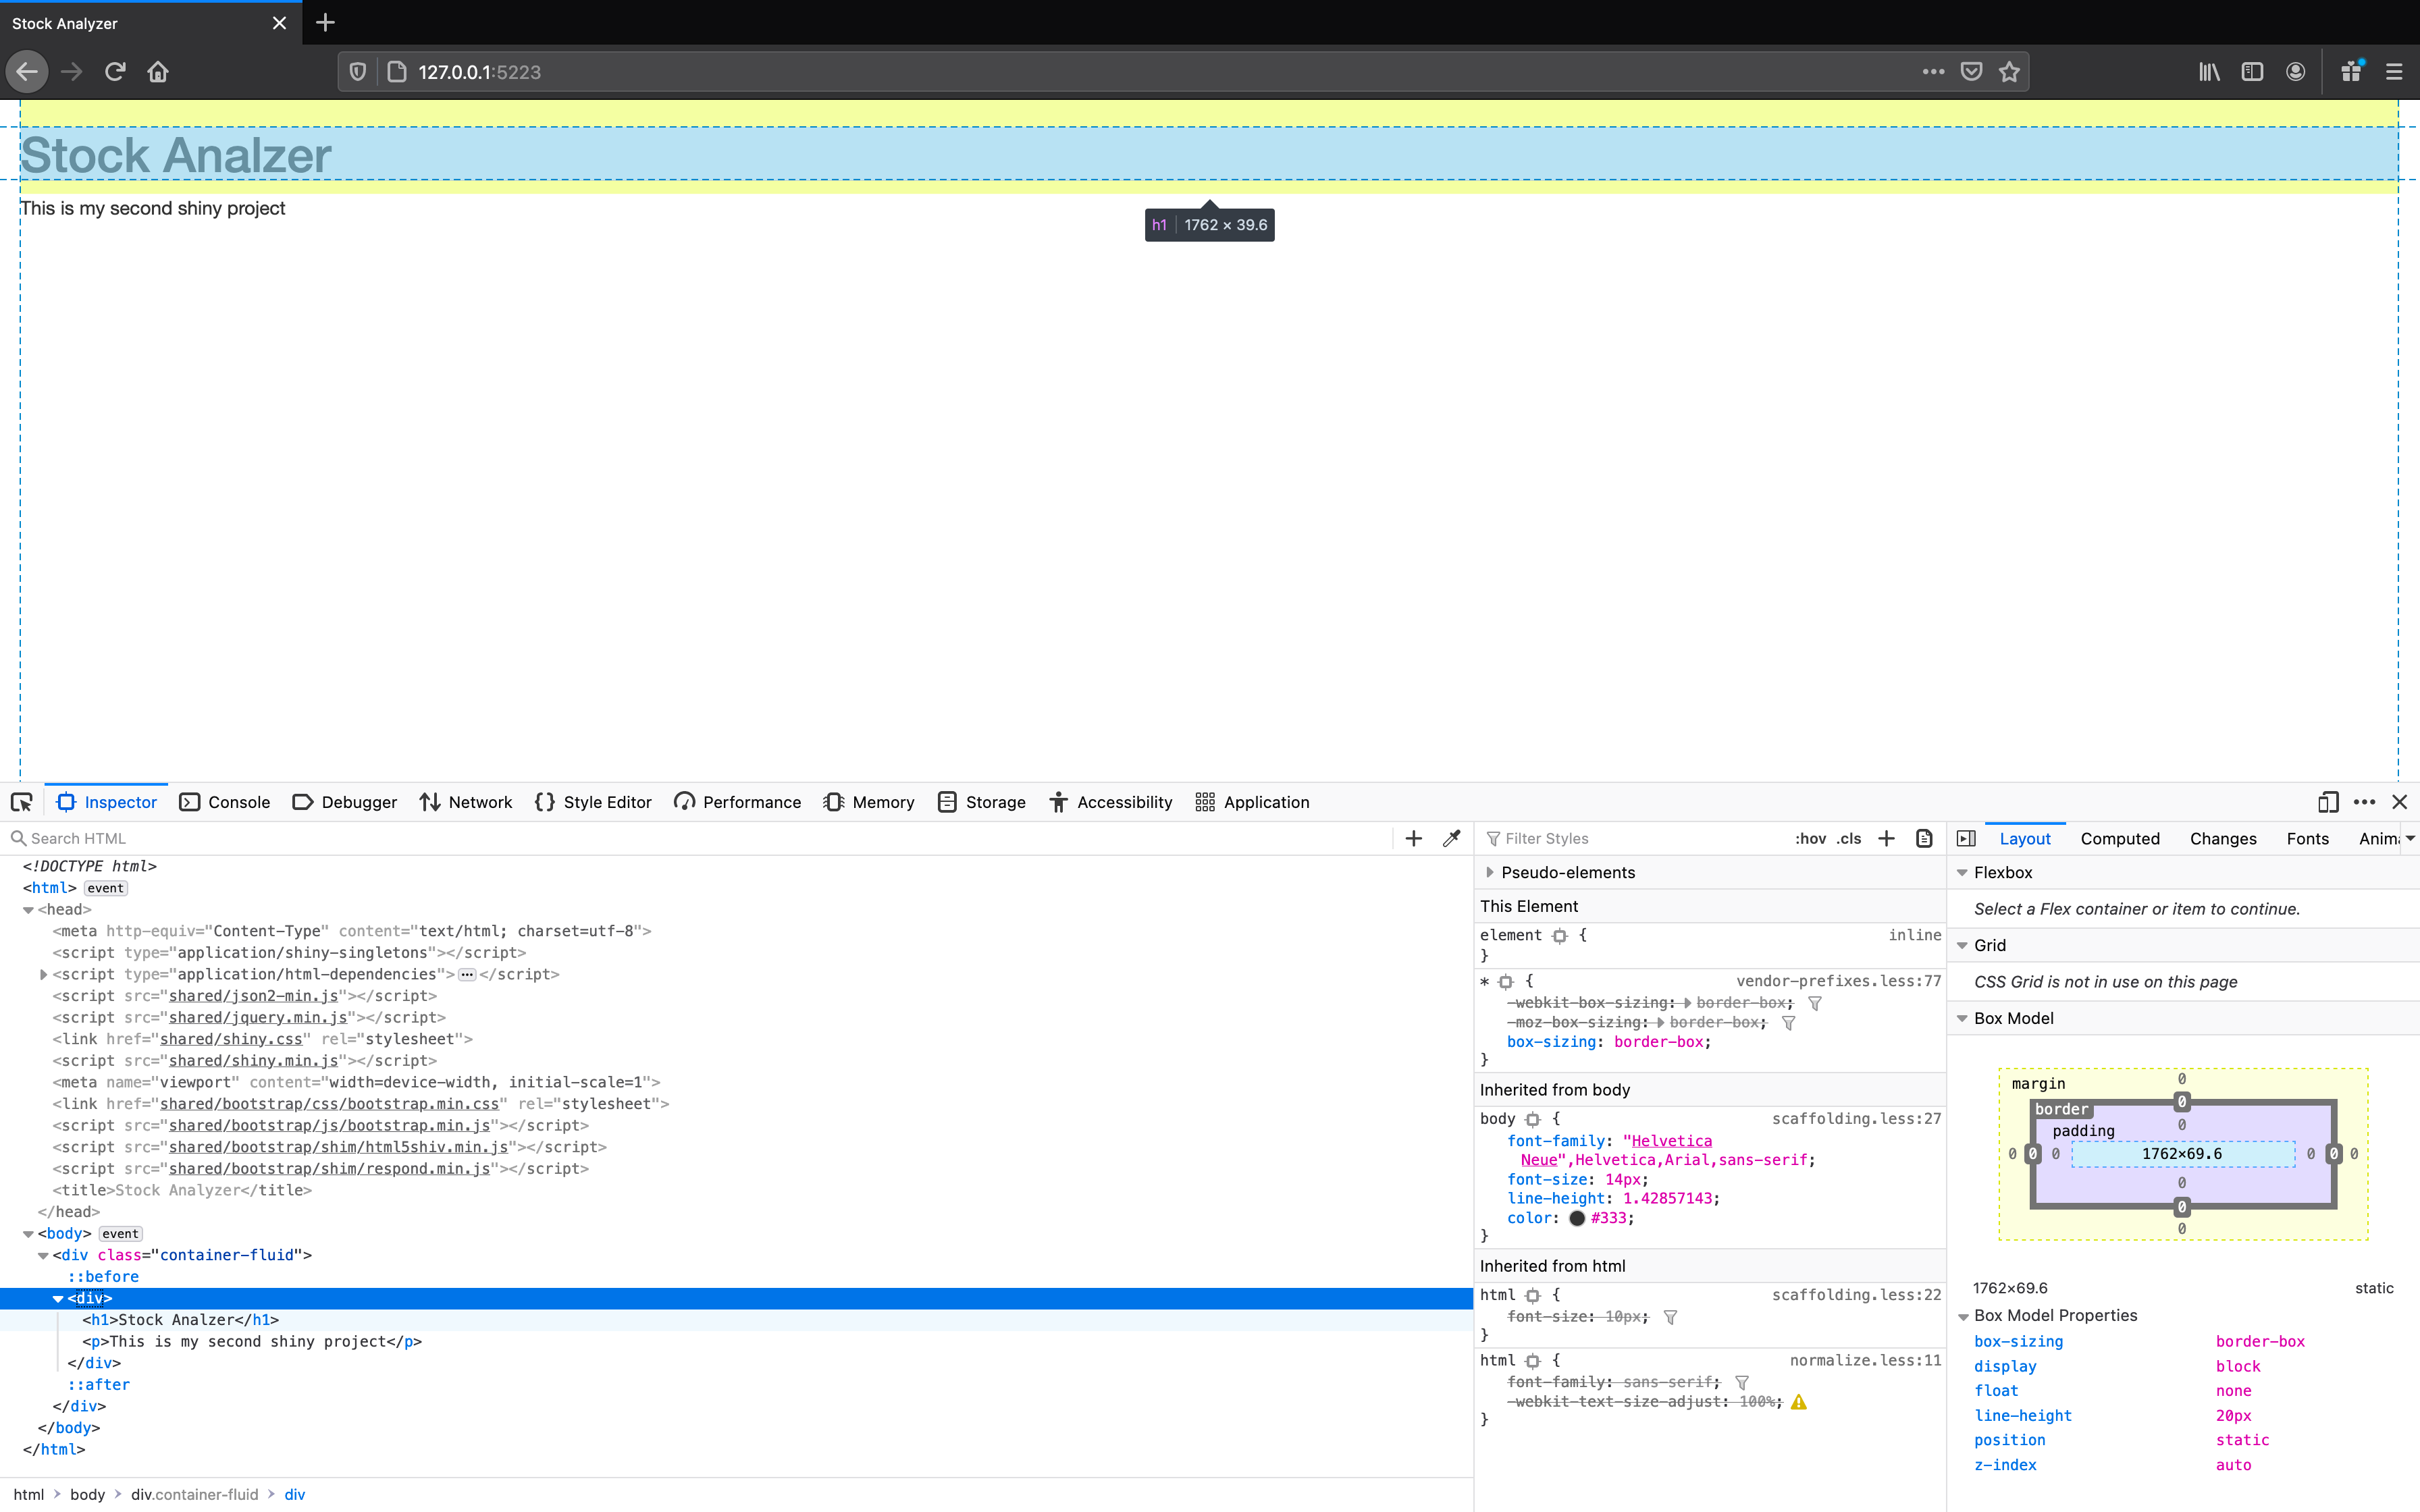 Stock Analyzer
127.0.0.1:5223
Stock Analzer
This is my second shiny project
h1 1762 × 39.6
Inspector Console Debugger Network Style Editor Performance Memory Storage Accessibility Application
Search HTML
<!DOCTYPE html>
<html> event
<head>
<meta http-equiv="Content-Type" content="text/html; charset=utf-8">
<script type="application/shiny-singletons"></script>
<script type="application/html-dependencies">…</script>
<script src="shared/json2-min.js"></script>
<script src="shared/jquery.min.js"></script>
<link href="shared/shiny.css" rel="stylesheet">
<script src="shared/shiny.min.js"></script>
<meta name="viewport" content="width=device-width, initial-scale=1">
<link href="shared/bootstrap/css/bootstrap.min.css" rel="stylesheet">
<script src="shared/bootstrap/js/bootstrap.min.js"></script>
<script src="shared/bootstrap/shim/html5shiv.min.js"></script>
<script src="shared/bootstrap/shim/respond.min.js"></script>
<title>Stock Analyzer</title>
</head>
<body> event
<div class="container-fluid">
::before
<div>
<h1>Stock Analzer</h1>
<p>This is my second shiny project</p>
</div>
::after
</div>
</body>
</html>
html > body > div.container-fluid > div
Filter Styles :hov .cls
Pseudo-elements
This Element
element { inline
}
* { vendor-prefixes.less:77
-webkit-box-sizing: border-box;
-moz-box-sizing: border-box;
box-sizing: border-box;
}
Inherited from body
body { scaffolding.less:27
font-family: "Helvetica
Neue",Helvetica,Arial,sans-serif;
font-size: 14px;
line-height: 1.42857143;
color: #333;
}
Inherited from html
html { scaffolding.less:22
font-size: 10px;
}
html { normalize.less:11
font-family: sans-serif;
-webkit-text-size-adjust: 100%;
}
Layout Computed Changes Fonts Anim
Flexbox
Select a Flex container or item to continue.
Grid
CSS Grid is not in use on this page
Box Model
margin 0
border 0
padding 0
0 0 0 1762×69.6 0 0 0
0
0
0
1762×69.6 static
Box Model Properties
box-sizing border-box
display block
float none
line-height 20px
position static
z-index auto